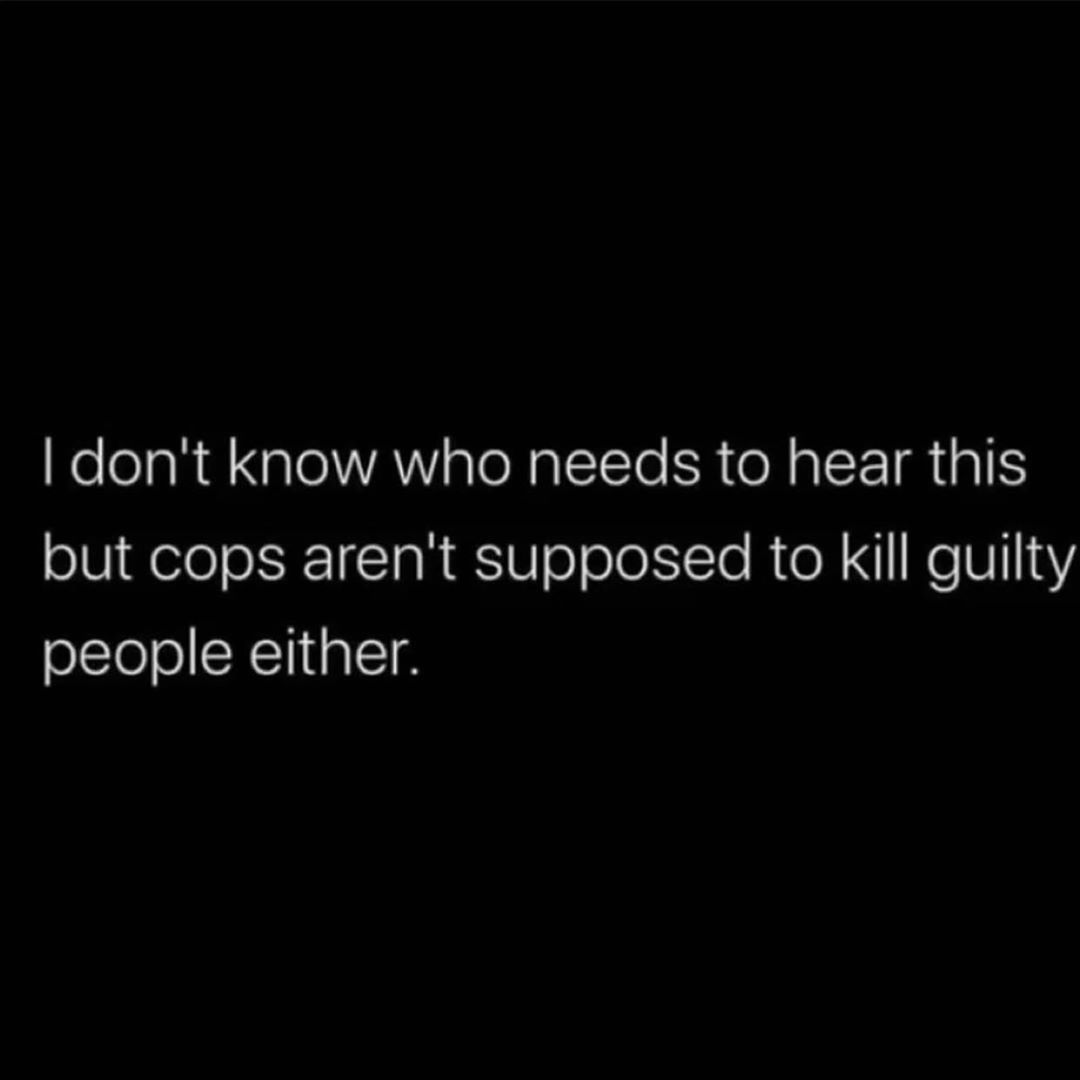 I don't know who needs to hear this
but cops aren't supposed to kill guilty
people either.